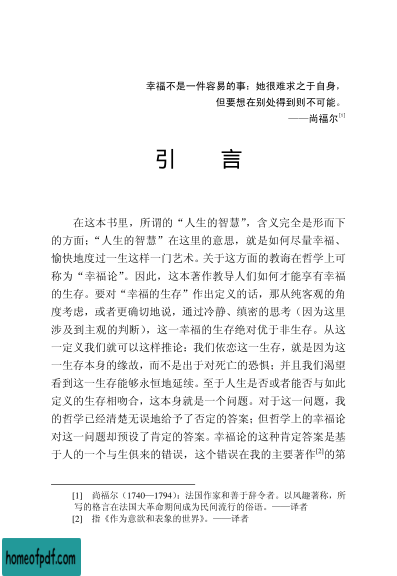 幸福不是一件容易的事：她很难求之于自身，
但要想在别处得到则不可能。
——尚福尔[1]
引　言
在这本书里，所谓的“人生的智慧”，含义完全是形而下
的方面；“人生的智慧”在这里的意思，就是如何尽量幸福、
愉快地度过一生这样一门艺术。关于这方面的教诲在哲学上可
称为“幸福论”。因此，这本著作教导人们如何才能享有幸福
的生存。要对“幸福的生存”作出定义的话，那从纯客观的角
度考虑，或者更确切地说，通过冷静、缜密的思考（因为这里
涉及到主观的判断），这一幸福的生存绝对优于非生存。从这
一定义我们就可以这样推论：我们依恋这一生存，就是因为这
一生存本身的缘故，而不是出于对死亡的恐惧；并且我们渴望
看到这一生存能够永恒地延续。至于人生是否或者能否与如此
定义的生存相吻合，这本身就是一个问题。对于这一问题，我
的哲学已经清楚无误地给予了否定的答案；但哲学上的幸福论
对这一问题却预设了肯定的答案。幸福论的这种肯定答案是基
于人的一个与生俱来的错误，这个错误在我的主要著作[2]的第
[1]　尚福尔（1740—1794）：法国作家和善于辞令者。以风趣著称，所
写的格言在法国大革命期间成为民间流行的俗语。——译者
[2]　指《作为意欲和表象的世界》。——译者
homeofpdf.com